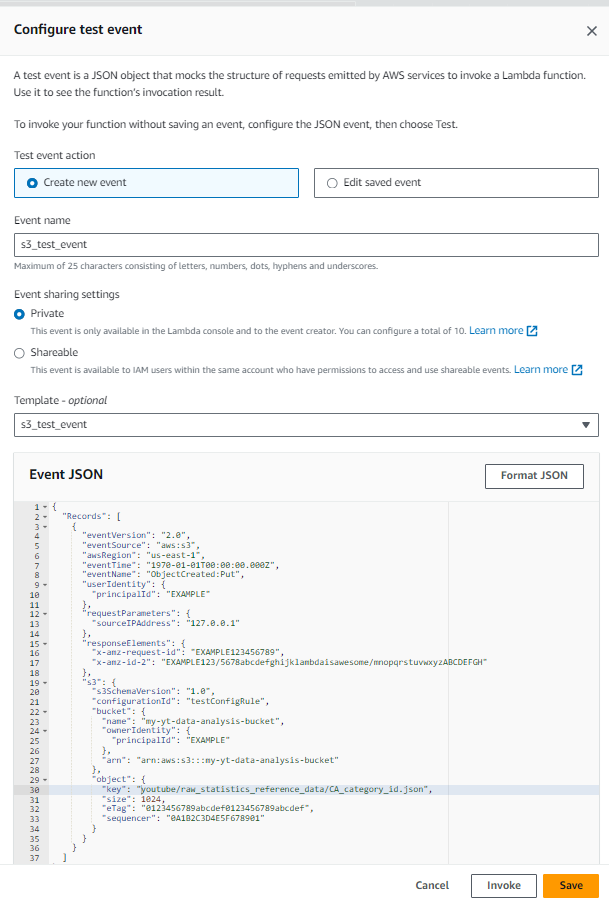 Configure test event
A test event is a JSON object that mocks the structure of requests emitted by AWS services to invoke a Lambda function.
Use it to see the function's invocation result.
To invoke your function without saving an event, configure the JSON event, then choose Test.
Test event action
Create new event
Edit saved event
Event name
s3_test_event
Maximum of 25 characters consisting of letters, numbers, dots, hyphens and underscores.
Event sharing settings
Private
This event is only available in the Lambda console and to the event creator. You can configure a total of 10. Learn more
Shareable
This event is available to IAM users within the same account who have permissions to access and use shareable events. Learn more
Template - optional
s3_test_event
Event JSON
Format JSON
1 {
2 "Records": [
3 {
4 "eventVersion": "2.0",
5 "eventSource": "aws:s3",
6 "awsRegion": "us-east-1",
7 "eventTime": "1970-01-01T00:00:00.000Z",
8 "eventName": "ObjectCreated:Put",
9 "userIdentity": {
10 "principalId": "EXAMPLE"
11 },
12 "requestParameters": {
13 "sourceIPAddress": "127.0.0.1"
14 },
15 "responseElements": {
16 "x-amz-request-id": "EXAMPLE123456789",
17 "x-amz-id-2": "EXAMPLE123/5678abcdefghijklambdaisawesome/mnopqrstuvwxyzABCDEFGH"
18 },
19 "s3": {
20 "s3SchemaVersion": "1.0",
21 "configurationId": "testConfigRule",
22 "bucket": {
23 "name": "my-yt-data-analysis-bucket",
24 "ownerIdentity": {
25 "principalId": "EXAMPLE"
26 },
27 "arn": "arn:aws:s3:::my-yt-data-analysis-bucket"
28 },
29 "object": {
30 "key": "youtube/raw_statistics_reference_data/CA_category_id.json",
31 "size": 1024,
32 "eTag": "0123456789abcdef0123456789abcdef",
33 "sequencer": "0A1B2C3D4E5F678901"
34 }
35 }
36 }
37 ]
Cancel
Invoke
Save